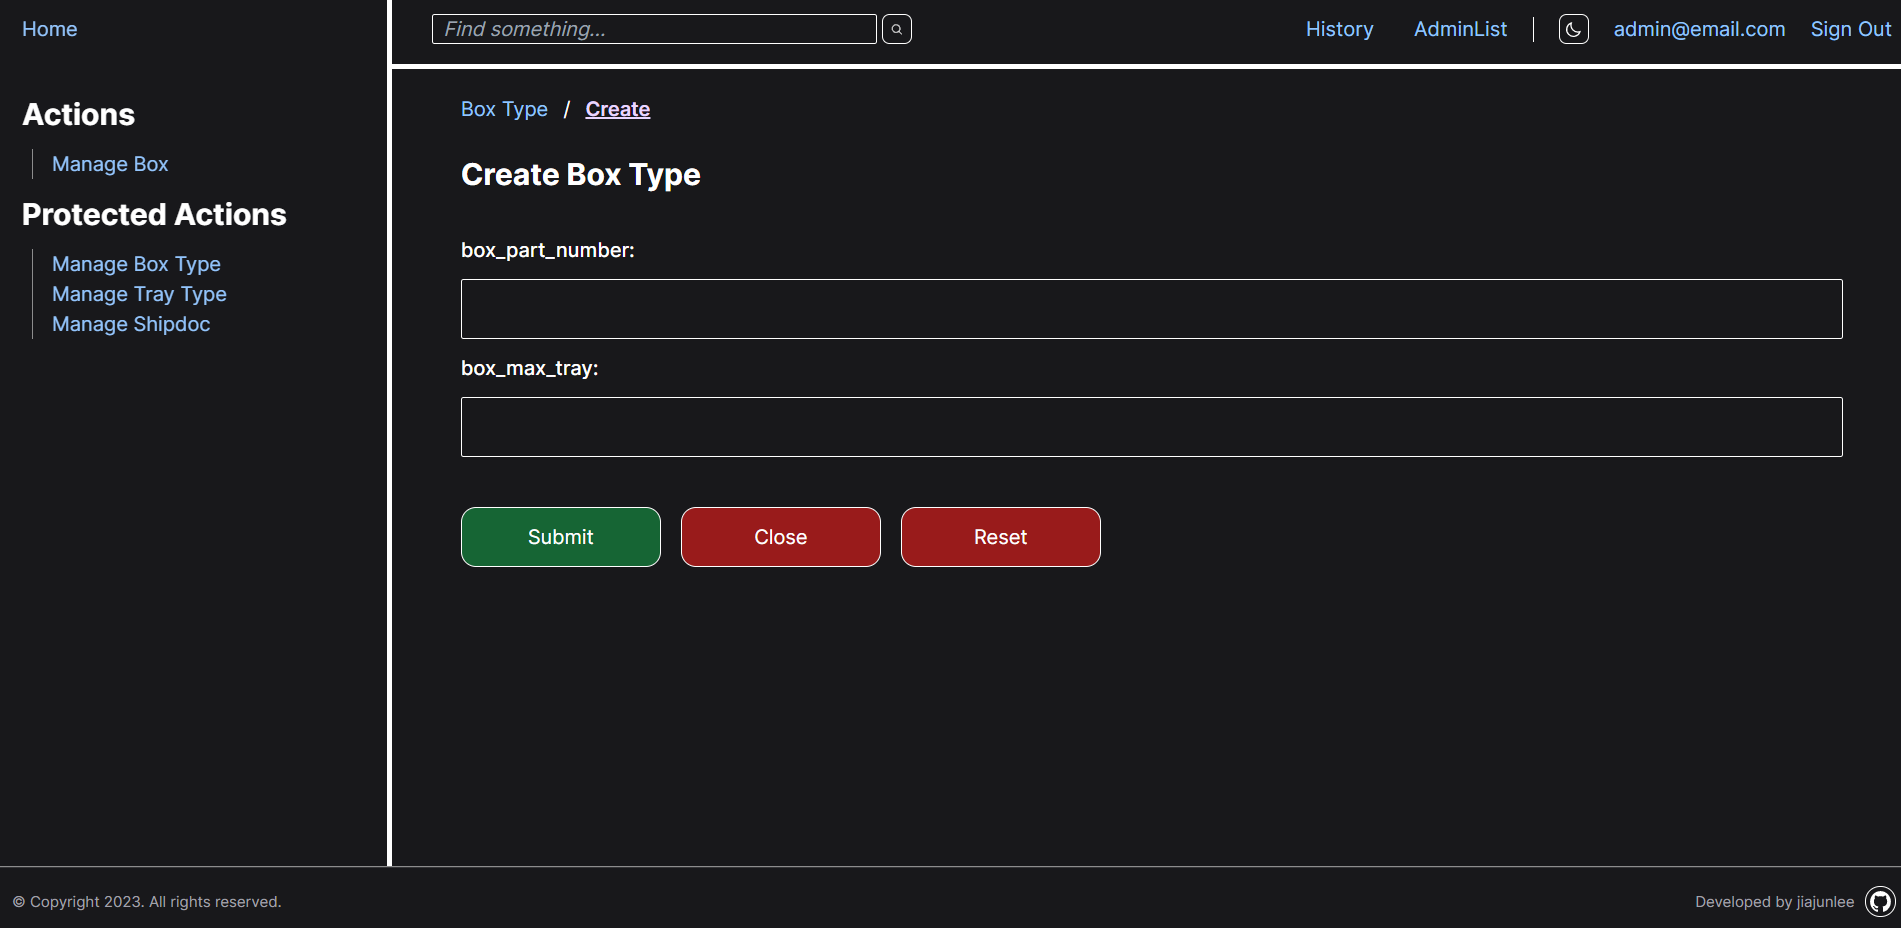 Home
Find something...
History
AdminList
admin@email.com
Sign Out
Actions
Manage Box
Protected Actions
Manage Box Type
Manage Tray Type
Manage Shipdoc
Box Type / Create
Create Box Type
box_part_number:
box_max_tray:
Submit
Close
Reset
© Copyright 2023. All rights reserved.
Developed by jiajunlee